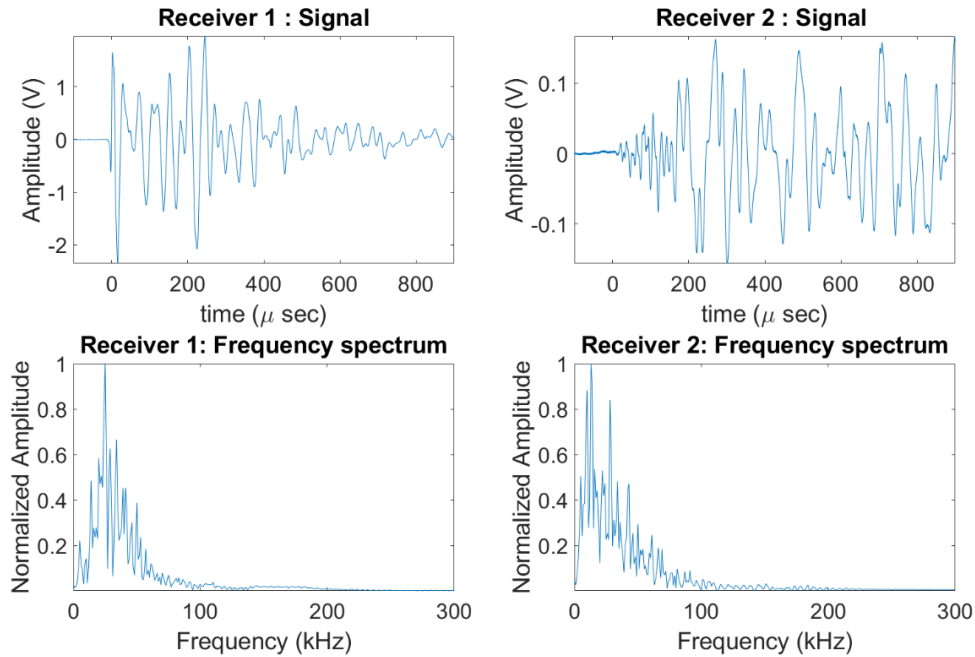 Receiver 1 : Signal
Amplitude (V)
1
0
-1
-2
0 200 400 600 800
time (μ sec)
Receiver 2 : Signal
Amplitude (V)
0.1
0
-0.1
0 200 400 600 800
time (μ sec)
Receiver 1: Frequency spectrum
Normalized Amplitude
1
0.8
0.6
0.4
0.2
0 100 200 300
Frequency (kHz)
Receiver 2: Frequency spectrum
Normalized Amplitude
1
0.8
0.6
0.4
0.2
0 100 200 300
Frequency (kHz)